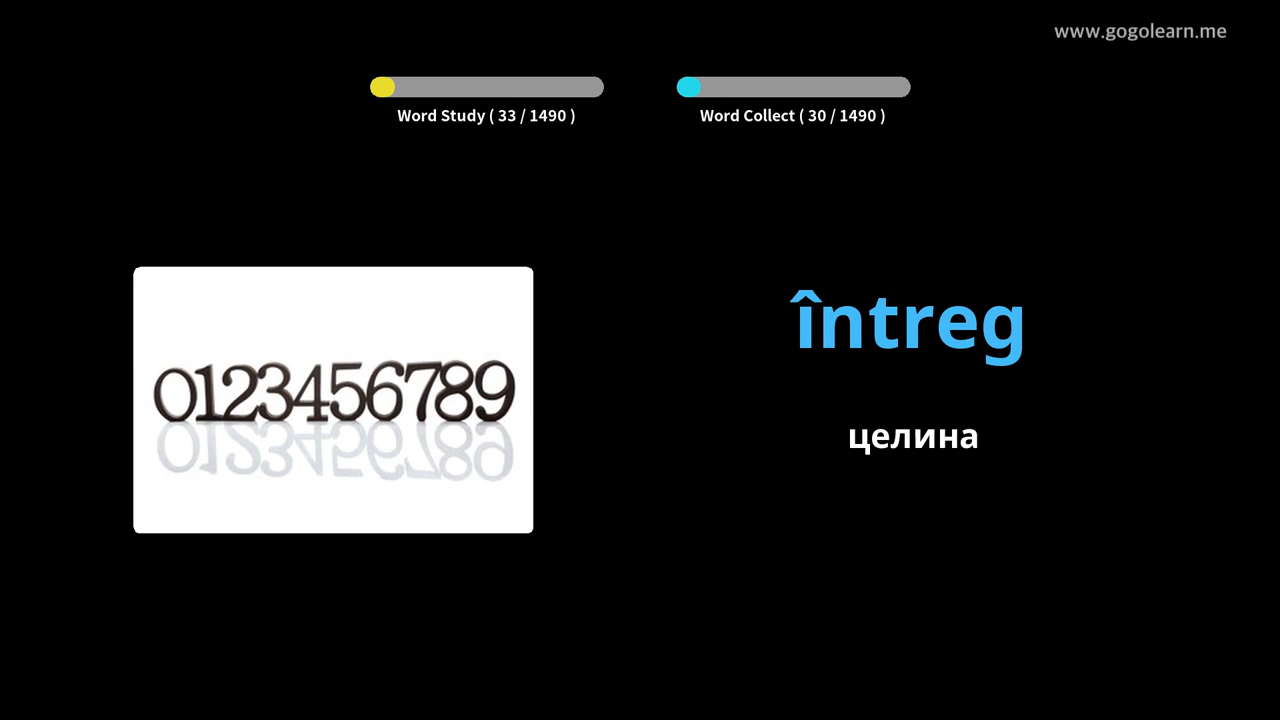 www.gogolearn.me
Word Study ( 33 / 1490 )
Word Collect ( 30 / 1490 )
0123456789
întreg
целина